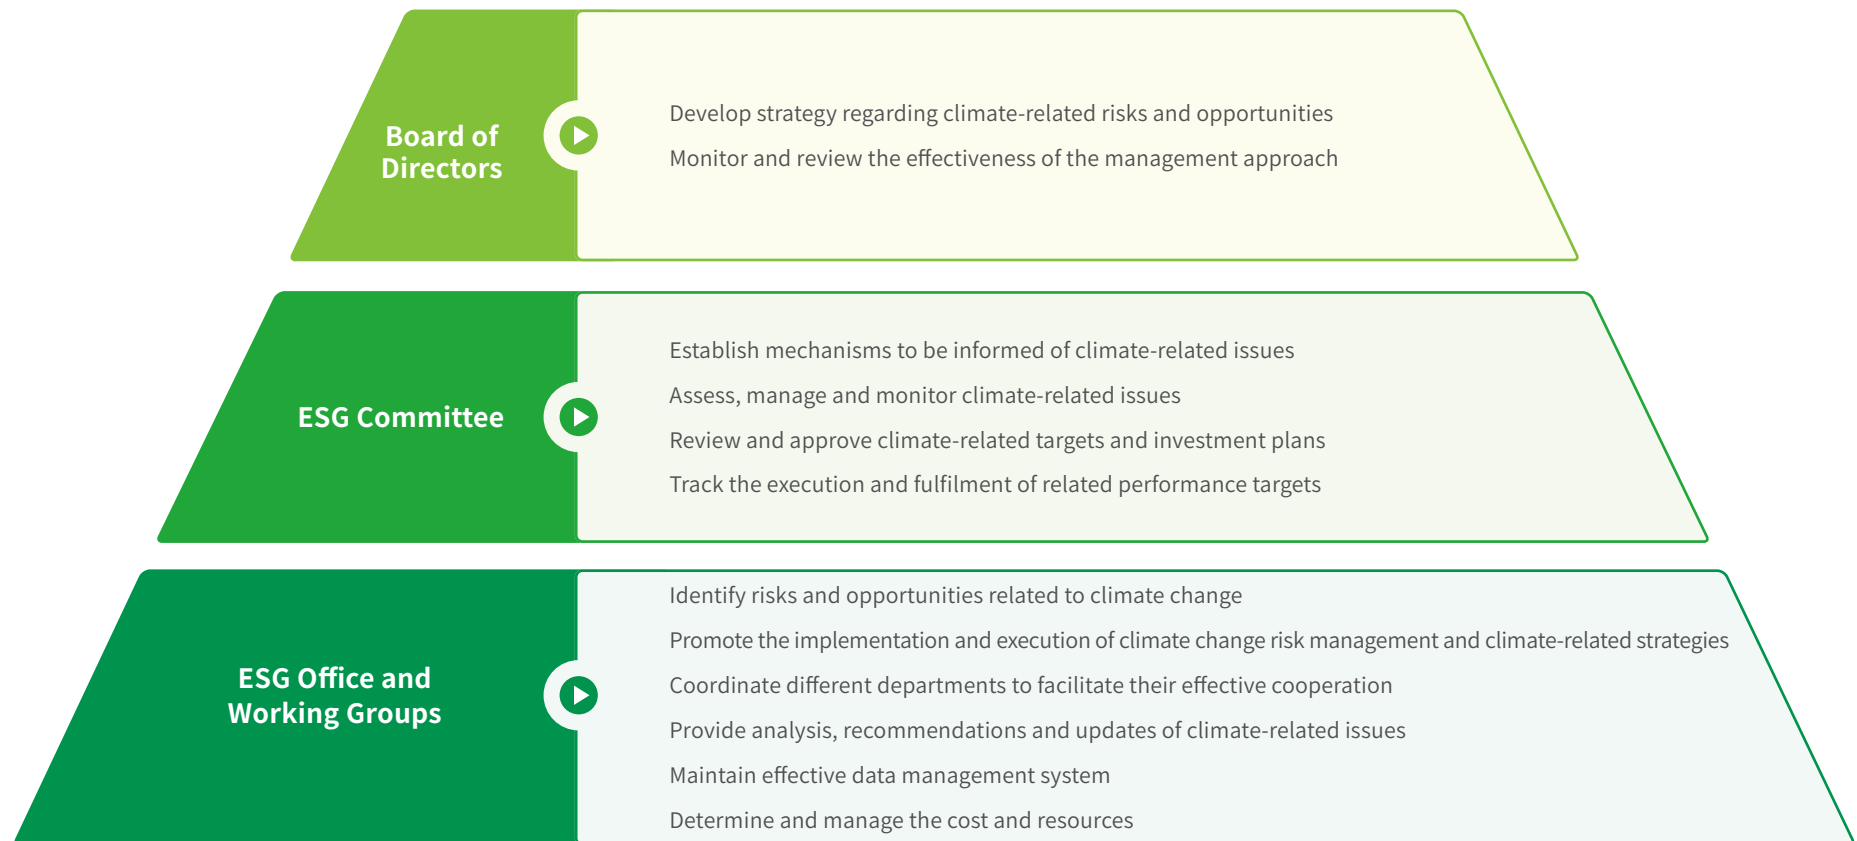 Board of
Directors
Develop strategy regarding climate-related risks and opportunities
Monitor and review the effectiveness of the management approach
ESG Committee
Establish mechanisms to be informed of climate-related issues
Assess, manage and monitor climate-related issues
Review and approve climate-related targets and investment plans
Track the execution and fulfilment of related performance targets
ESG Office and
Working Groups
Identify risks and opportunities related to climate change
Promote the implementation and execution of climate change risk management and climate-related strategies
Coordinate different departments to facilitate their effective cooperation
Provide analysis, recommendations and updates of climate-related issues
Maintain effective data management system
Determine and manage the cost and resources